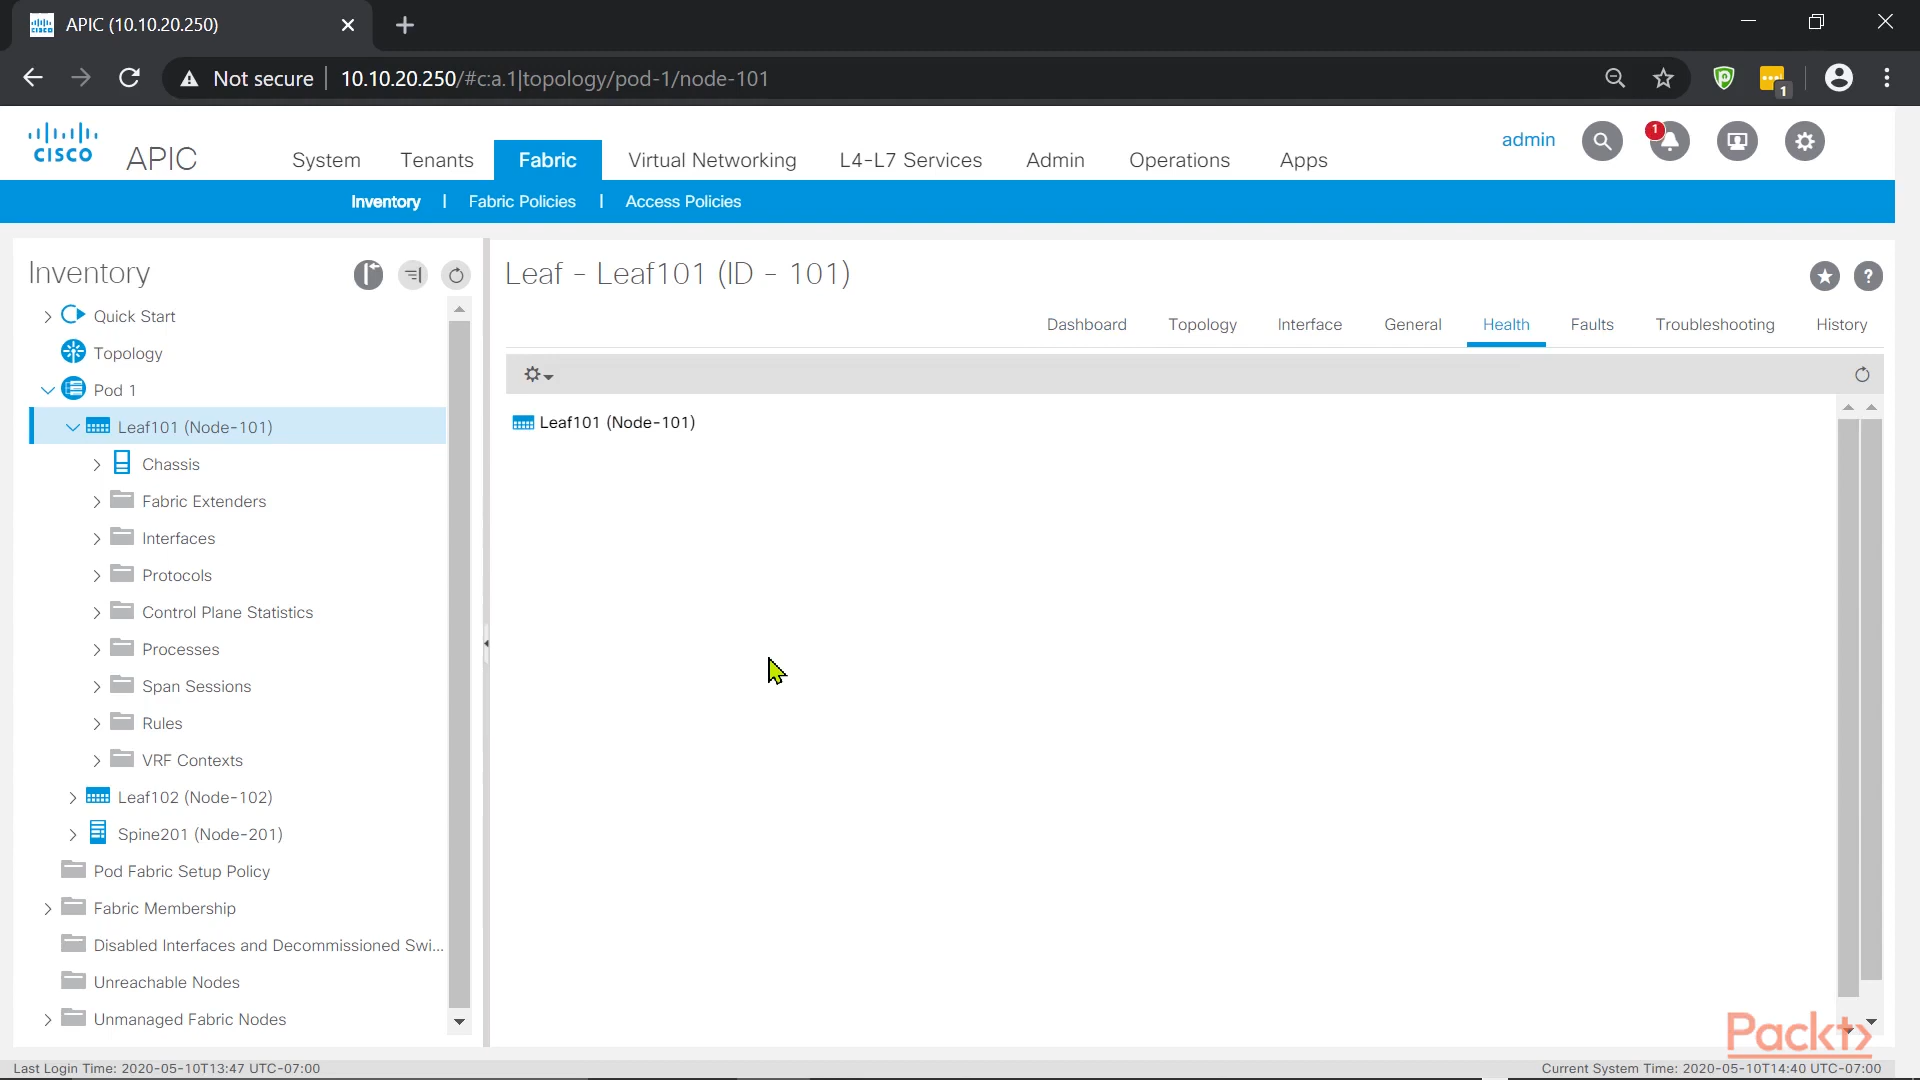 APIC (10.10.20.250)
Not secure 10.10.20.250/#c:a.1|topology/pod-1/node-101
1
CISCO APIC
System Tenants Fabric Virtual Networking L4-L7 Services Admin Operations Apps
admin 1
Inventory | Fabric Policies | Access Policies
Inventory
Quick Start
Topology
Pod 1
Leaf101 (Node-101)
Chassis
Fabric Extenders
Interfaces
Protocols
Control Plane Statistics
Processes
Span Sessions
Rules
VRF Contexts
Leaf102 (Node-102)
Spine201 (Node-201)
Pod Fabric Setup Policy
Fabric Membership
Disabled Interfaces and Decommissioned Swi...
Unreachable Nodes
Unmanaged Fabric Nodes
Leaf - Leaf101 (ID - 101)
?
Dashboard Topology Interface General Health Faults Troubleshooting History
Leaf101 (Node-101)
Packt>
Last Login Time: 2020-05-10T13:47 UTC-07:00
Current System Time: 2020-05-10T14:40 UTC-07:00